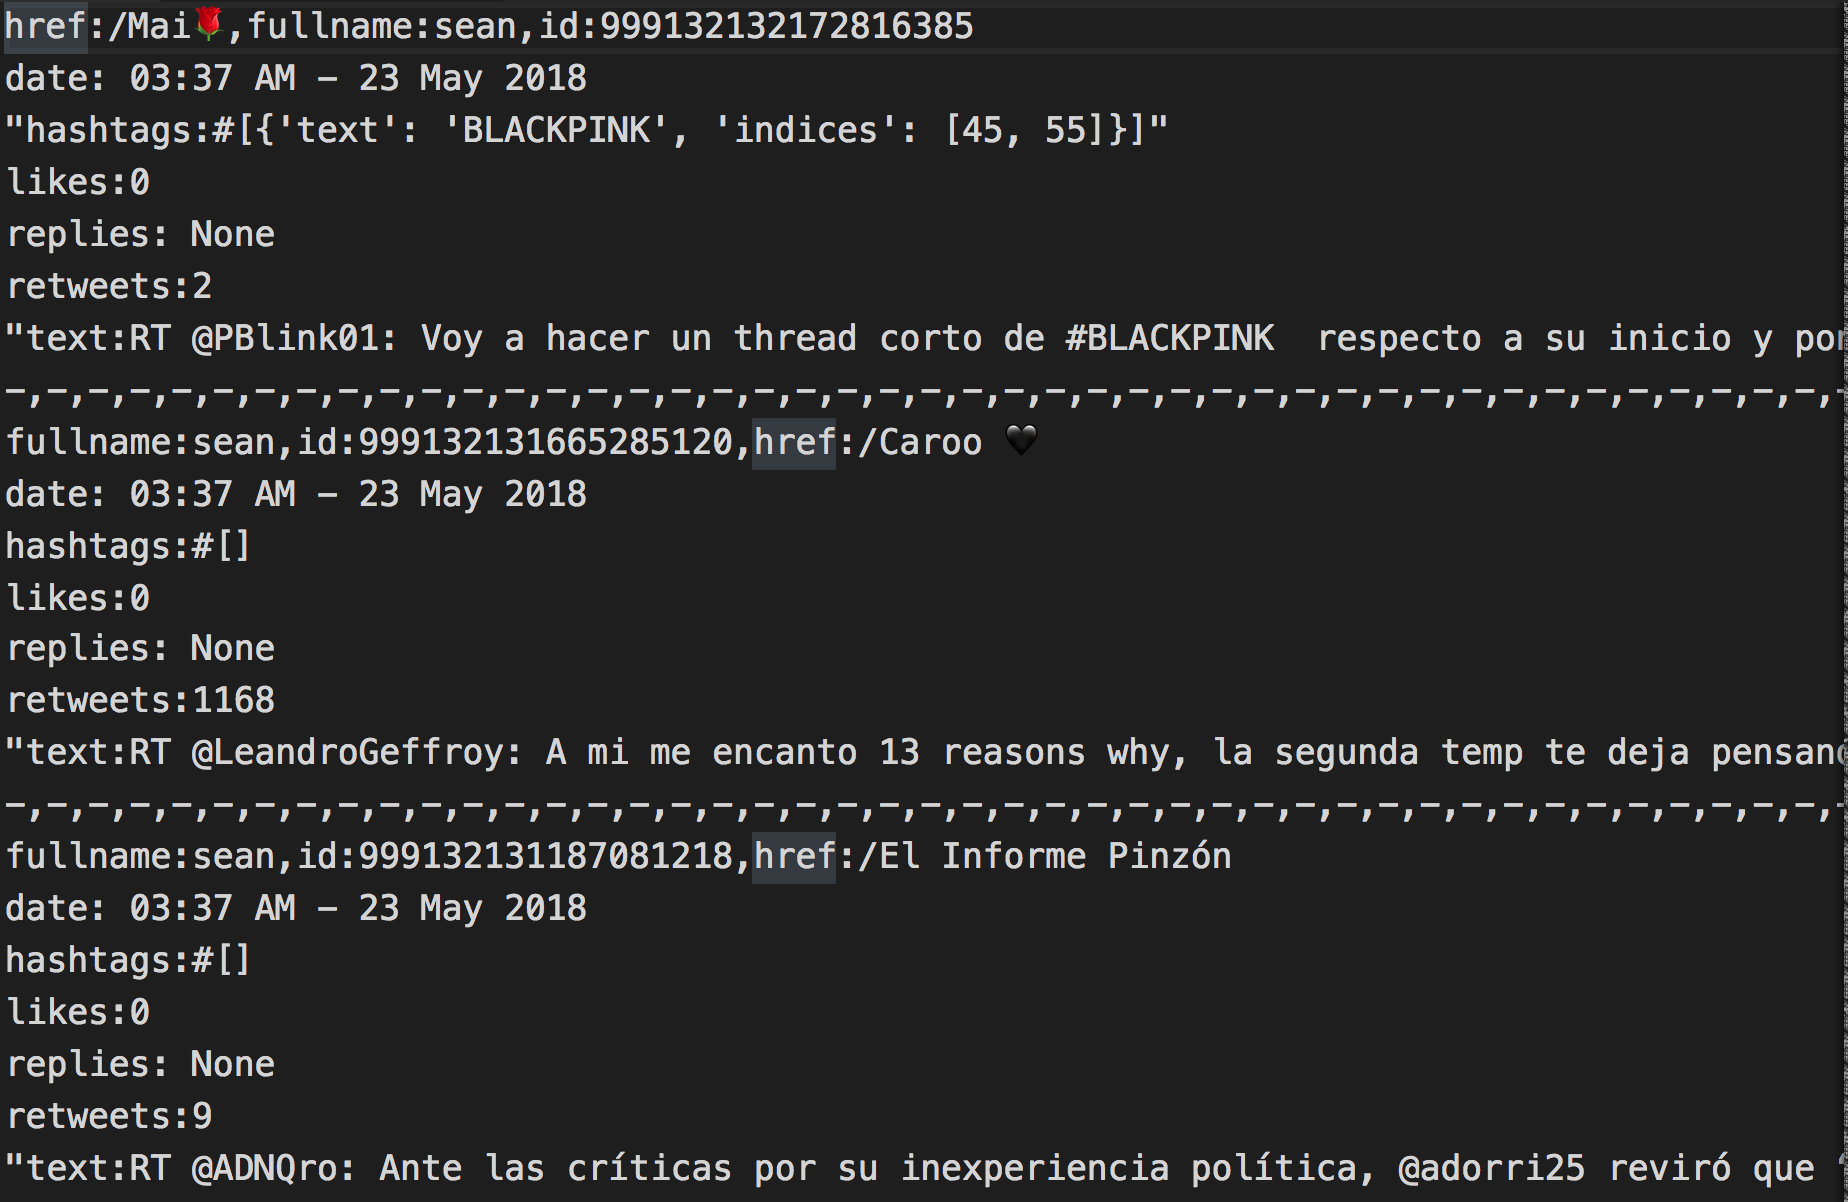 href:/Mai🌹,fullname:sean,id:999132132172816385
date: 03:37 AM - 23 May 2018
"hashtags:#[{'text': 'BLACKPINK', 'indices': [45, 55]}]"
likes:0
replies: None
retweets:2
"text:RT @PBlink01: Voy a hacer un thread corto de #BLACKPINK  respecto a su inicio y
-,-,-,-,-,-,-,-,-,-,-,-,-,-,-,-,-,-,-,-,-,-,-,-,-,-,-,-,-,-,-,-,-,-,-,-,-,-,-,-,-,-,-,-,-
fullname:sean,id:999132131665285120,href:/Caroo 🖤
date: 03:37 AM - 23 May 2018
hashtags:#[]
likes:0
replies: None
retweets:1168
"text:RT @LeandroGeffroy: A mi me encanto 13 reasons why, la segunda temp te deja
-,-,-,-,-,-,-,-,-,-,-,-,-,-,-,-,-,-,-,-,-,-,-,-,-,-,-,-,-,-,-,-,-,-,-,-,-,-,-,-,-,-,-,-,-
fullname:sean,id:999132131187081218,href:/El Informe Pinzón
date: 03:37 AM - 23 May 2018
hashtags:#[]
likes:0
replies: None
retweets:9
"text:RT @ADNQro: Ante las críticas por su inexperiencia política, @adorri25 reviró que